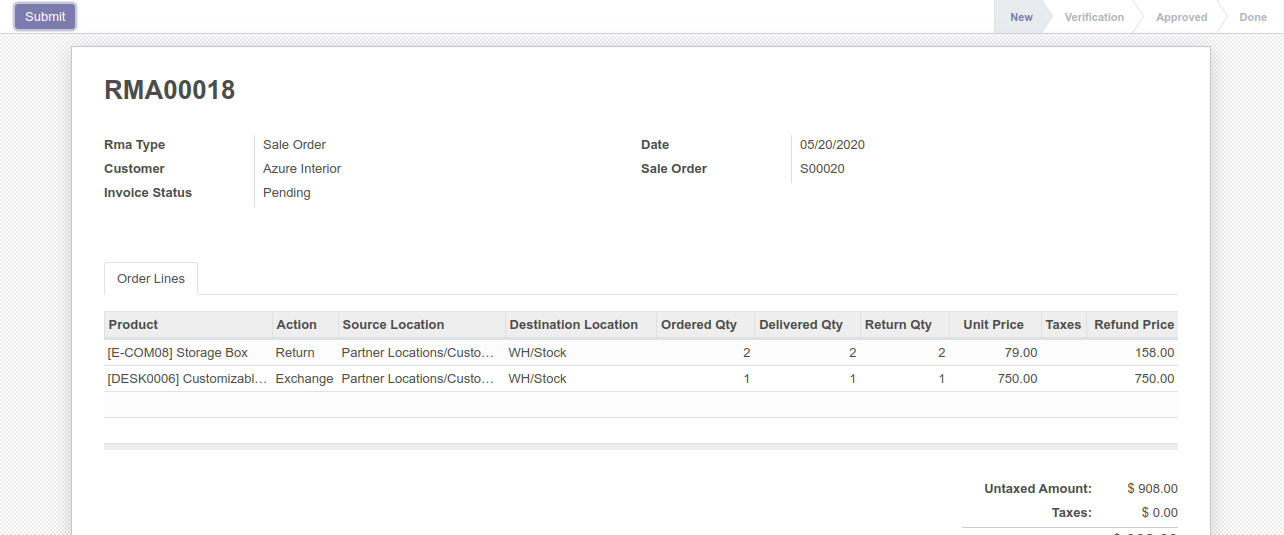 Submit New Verification Approved Done
RMA00018
Rma Type Sale Order Date 05/20/2020
Customer Azure Interior Sale Order S00020
Invoice Status Pending
Order Lines
Product Action Source Location Destination Location Ordered Qty Delivered Qty Return Qty Unit Price Taxes Refund Price
[E-COM08] Storage Box Return Partner Locations/Custo... WH/Stock 2 2 2 79.00 158.00
[DESK0006] Customizabl... Exchange Partner Locations/Custo... WH/Stock 1 1 1 750.00 750.00
Untaxed Amount: $ 908.00
Taxes: $ 0.00